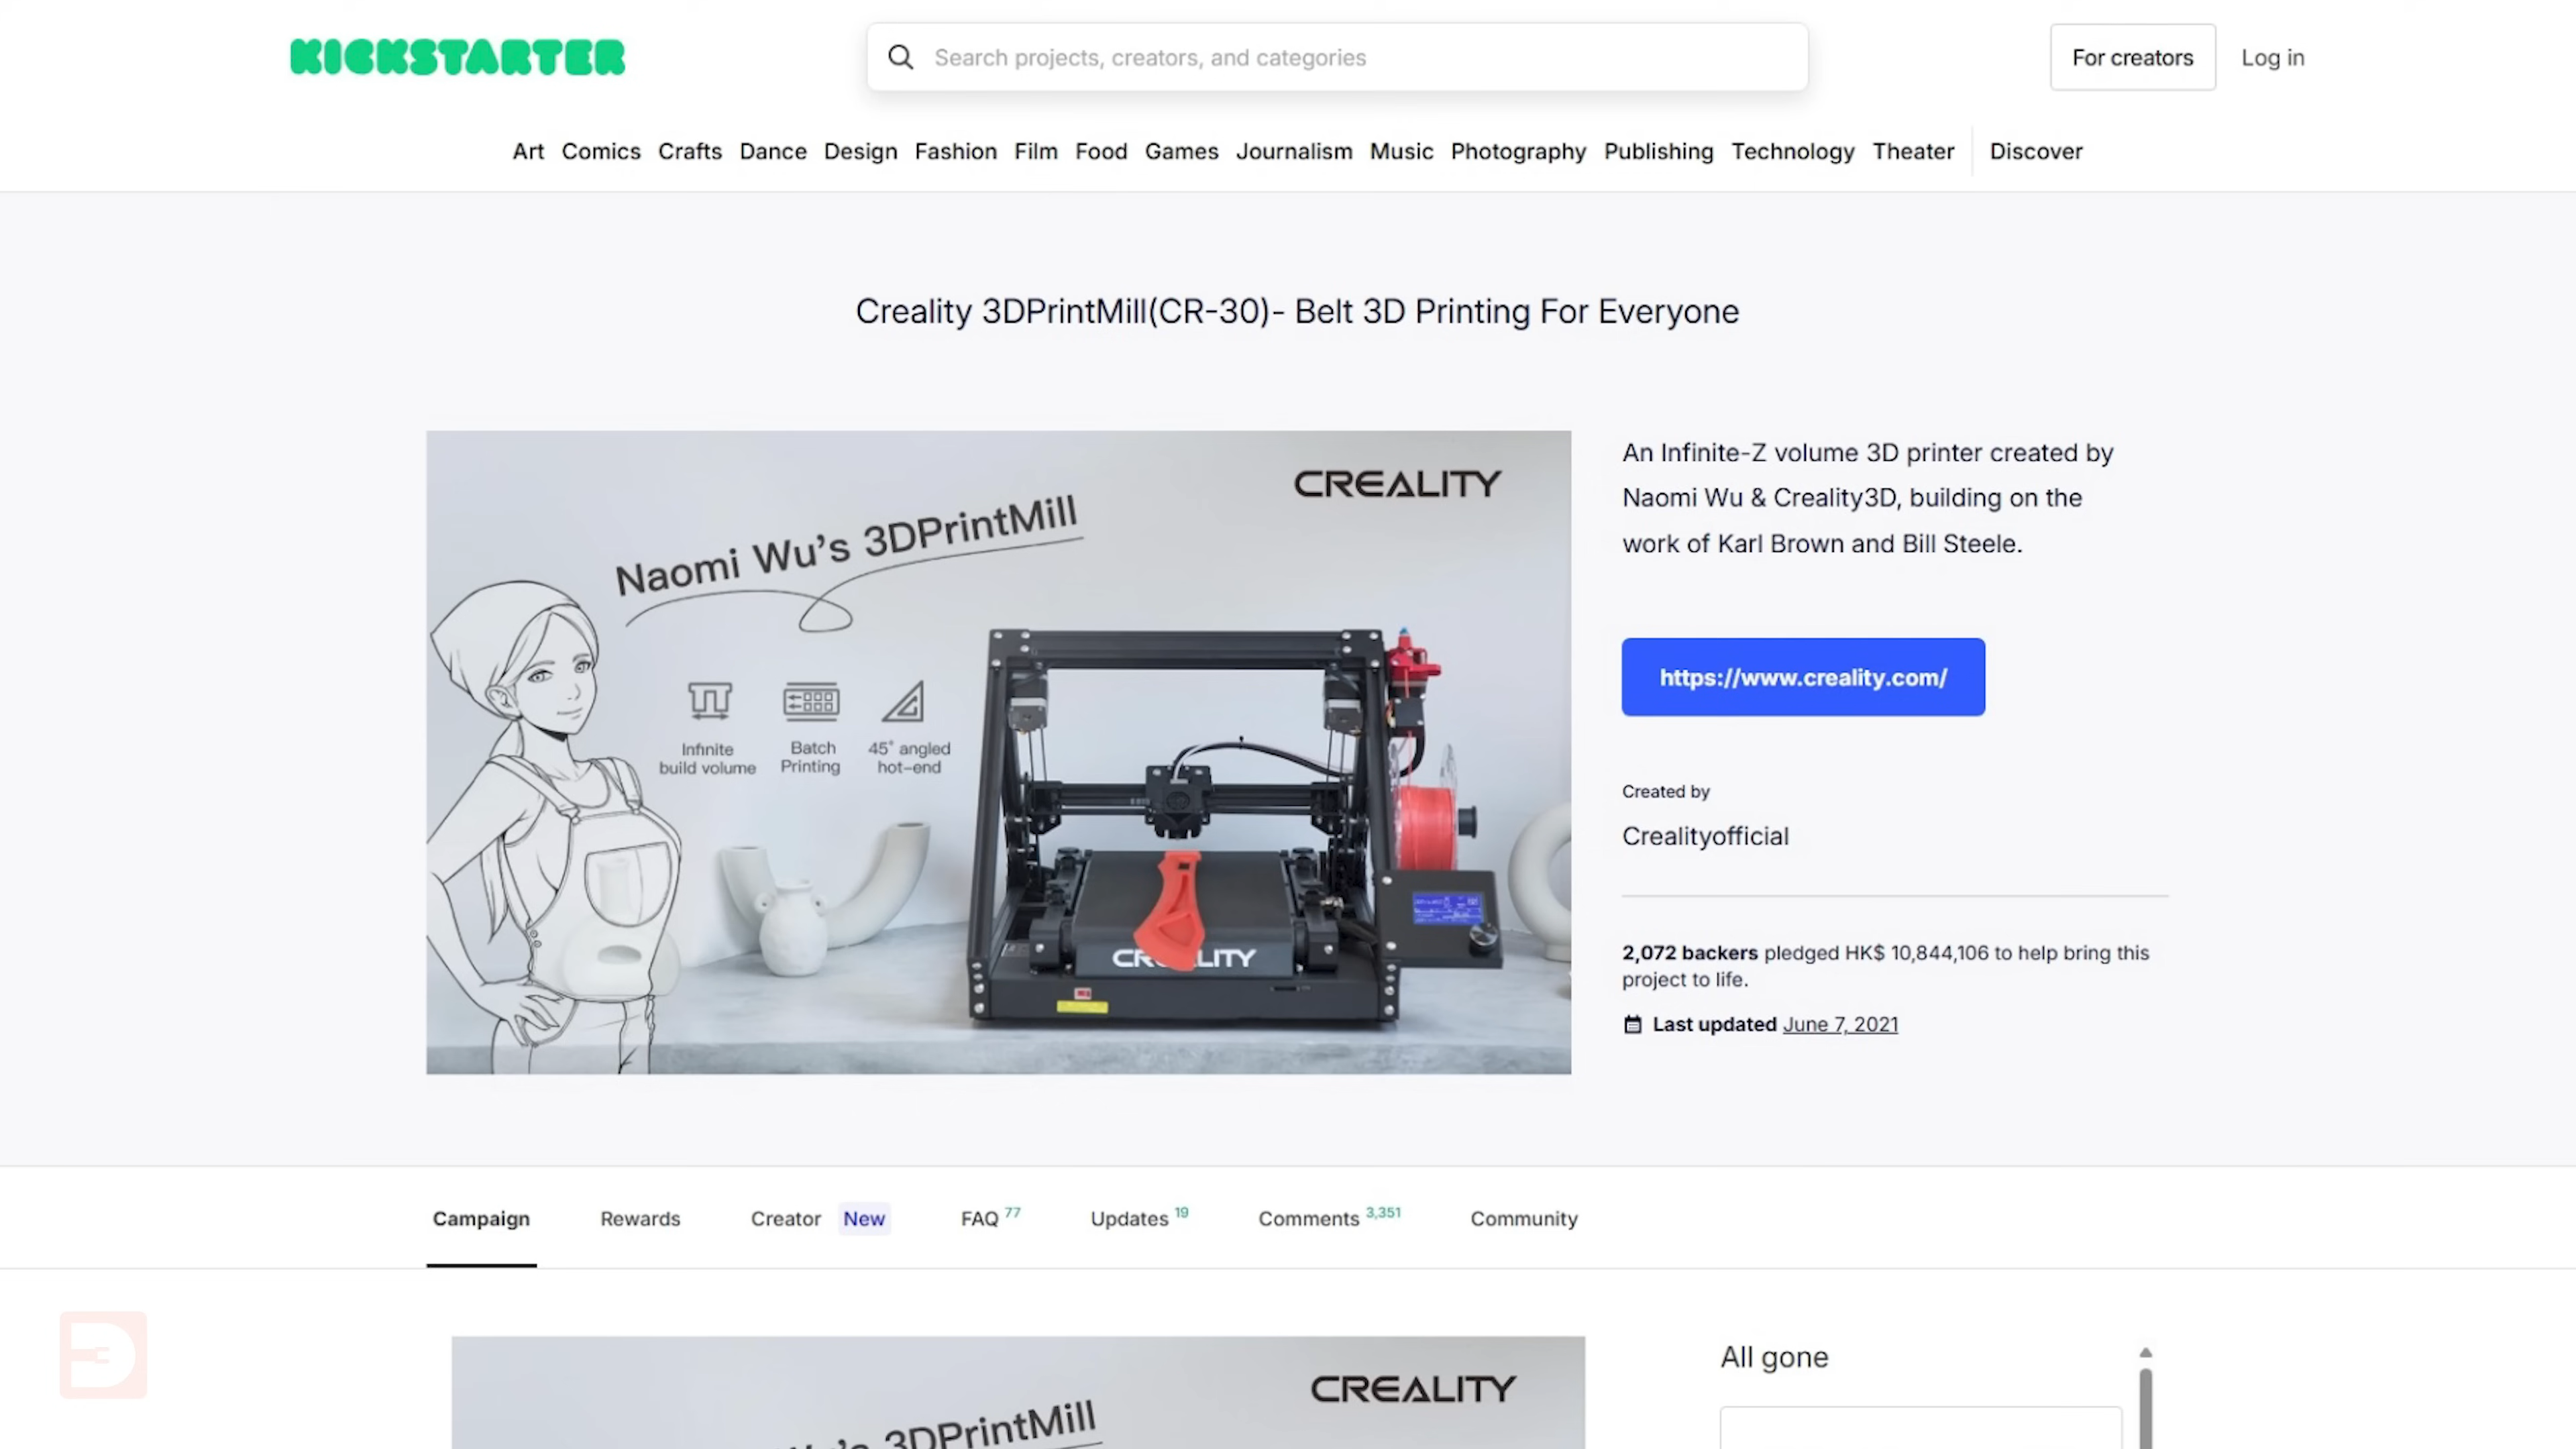 KICKSTARTER
Search projects, creators, and categories
For creators
Log in
Art Comics Crafts Dance Design Fashion Film Food Games Journalism Music Photography Publishing Technology Theater Discover
Creality 3DPrintMill(CR-30)- Belt 3D Printing For Everyone
CREALITY
Naomi Wu's 3DPrintMill
Infinite
build volume
Batch
Printing
45° angled
hot-end
An Infinite-Z volume 3D printer created by
Naomi Wu & Creality3D, building on the
work of Karl Brown and Bill Steele.
https://www.creality.com/
Created by
Crealityofficial
2,072 backers pledged HK$ 10,844,106 to help bring this
project to life.
Last updated June 7, 2021
Campaign
Rewards
Creator New
FAQ 77
Updates 19
Comments 3,351
Community
CREALITY
3DPrintMill
All gone